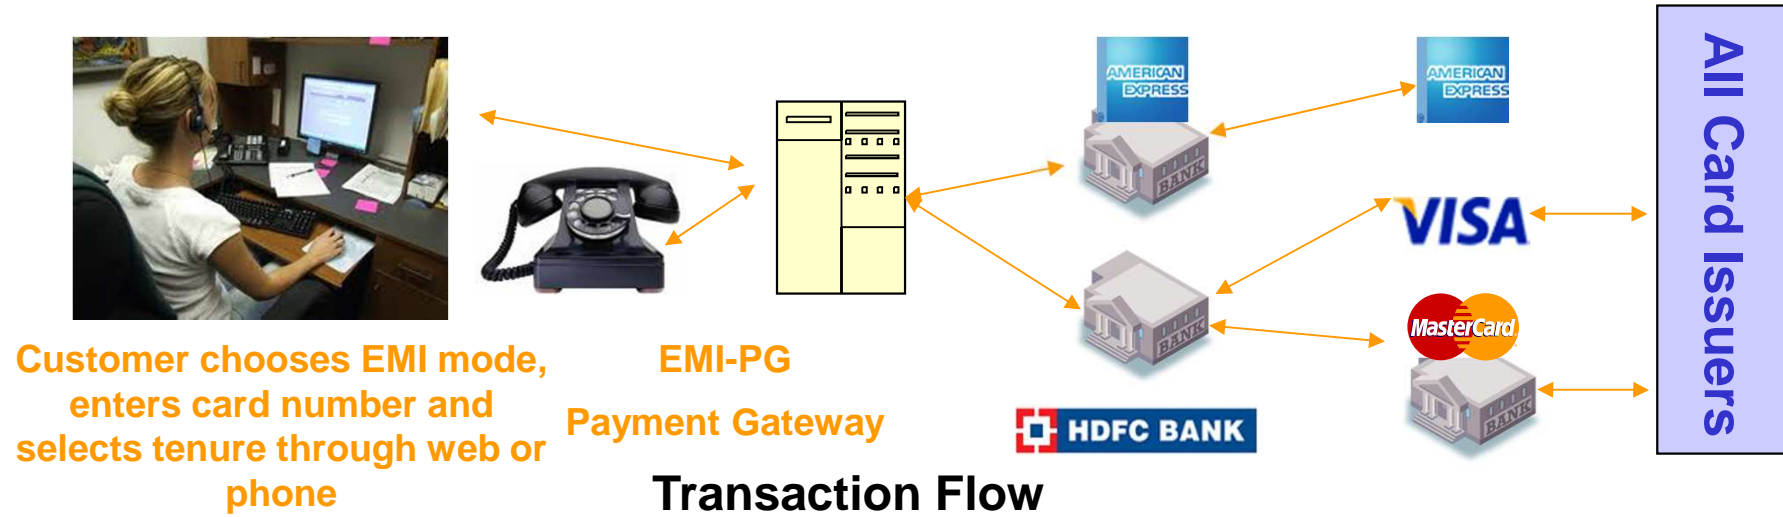 AMERICAN
EXPRESS
BANK
AMERICAN
EXPRESS
VISA
BANK
MasterCard
BANK
HDFC BANK
All Card Issuers
Customer chooses EMI mode,
enters card number and
selects tenure through web or
phone
EMI-PG
Payment Gateway
Transaction Flow